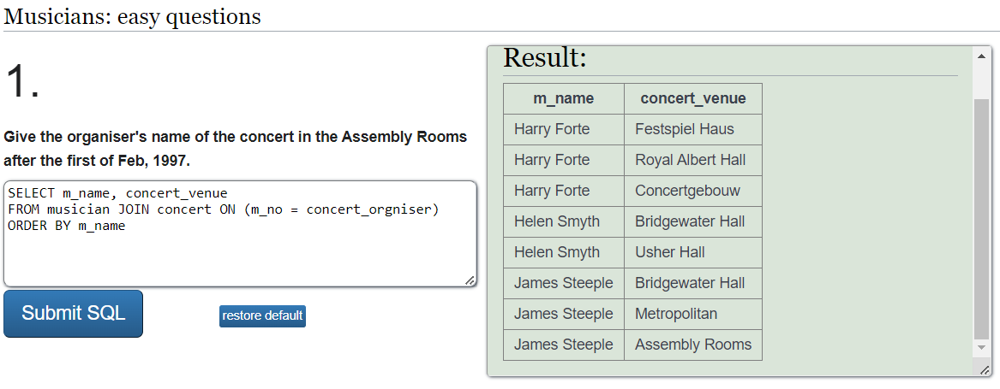 Musicians: easy questions
1.
Give the organiser's name of the concert in the Assembly Rooms
after the first of Feb, 1997.
SELECT m_name, concert_venue
FROM musician JOIN concert ON (m_no = concert_orgniser)
ORDER BY m_name
Submit SQL
restore default
Result:
m_name concert_venue
Harry Forte Festspiel Haus
Harry Forte Royal Albert Hall
Harry Forte Concertgebouw
Helen Smyth Bridgewater Hall
Helen Smyth Usher Hall
James Steeple Bridgewater Hall
James Steeple Metropolitan
James Steeple Assembly Rooms